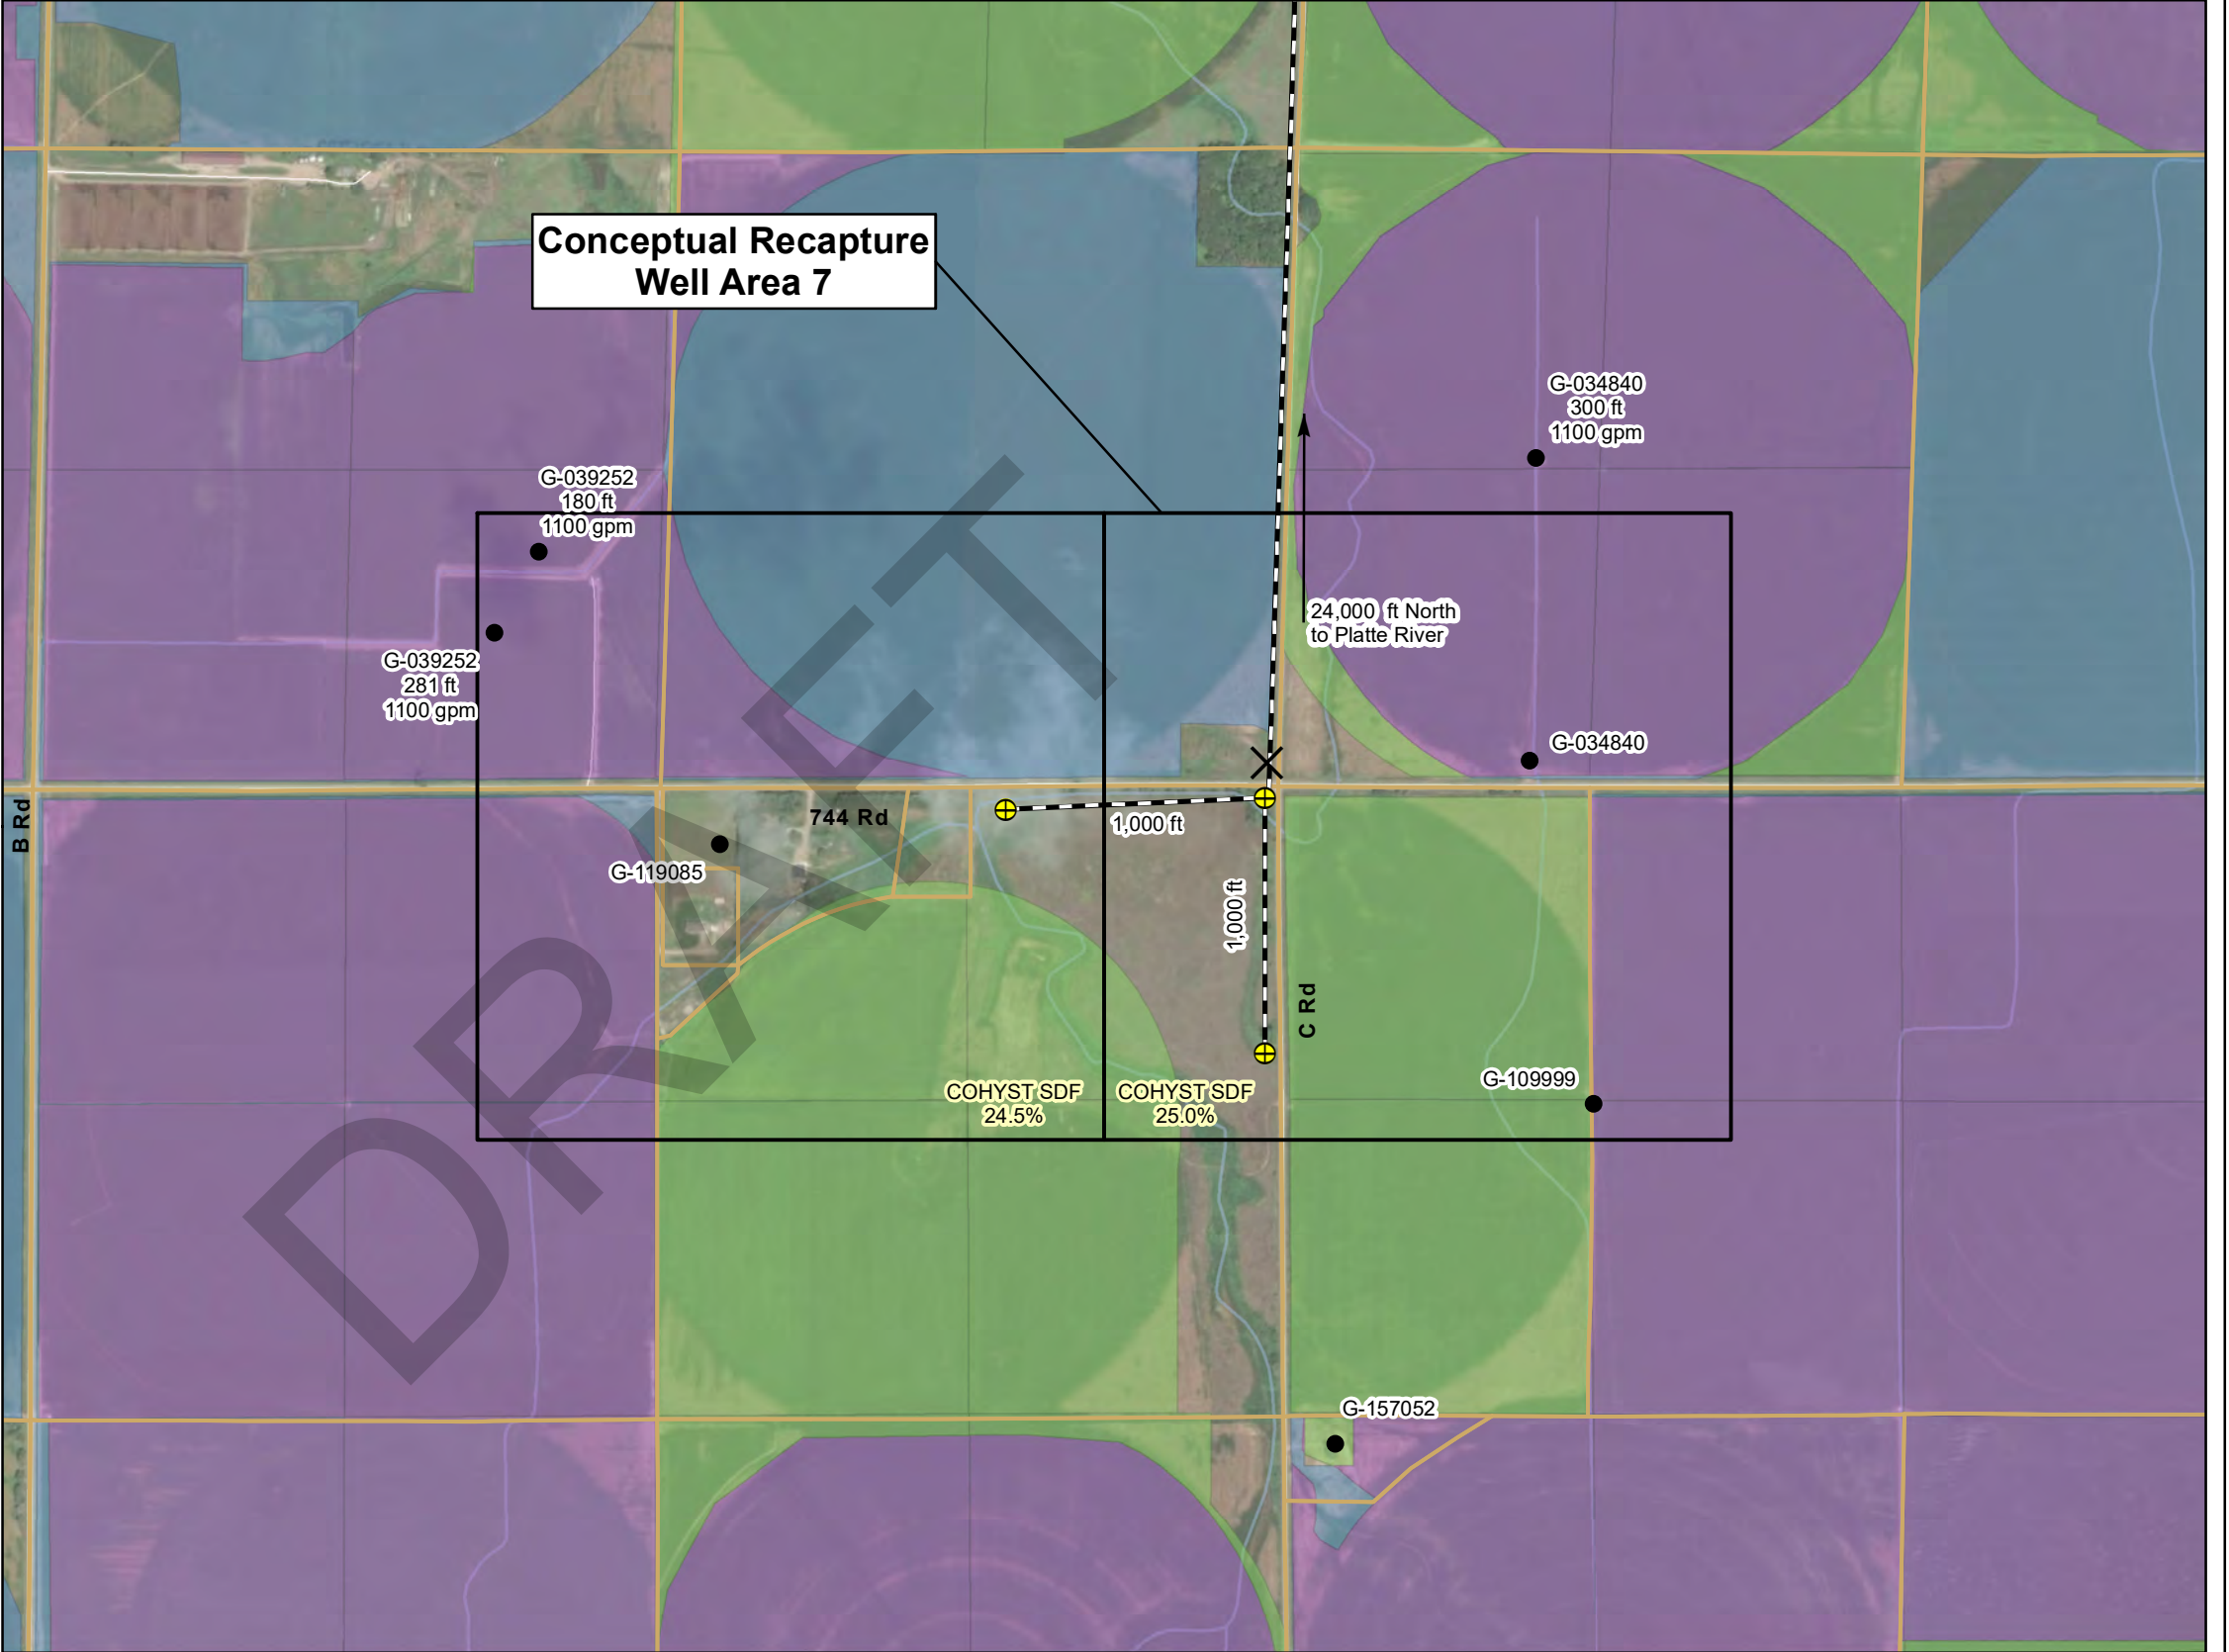 Conceptual Recapture
Well Area 7
G-034840
300 ft
1100 gpm
G-039252
180 ft
1100 gpm
24,000 ft North
to Platte River
G-039252
281 ft
1100 gpm
G-034840
B Rd
744 Rd
1,000 ft
G-119085
1,000 ft
C Rd
G-109999
COHYST SDF
24.5%
COHYST SDF
25.0%
G-157052
DRAFT